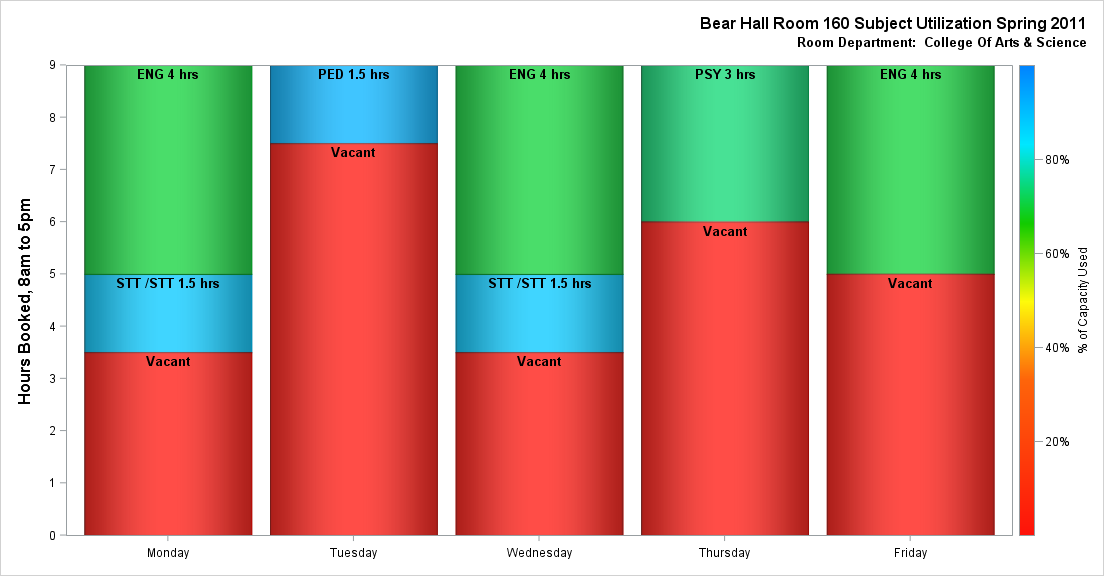 Bear Hall Room 160 Subject Utilization Spring 2011
Room Department:  College Of Arts & Science
Hours Booked, 8am to 5pm
9
8
7
6
5
4
3
2
1
0
ENG 4 hrs
STT /STT 1.5 hrs
Vacant
Monday
PED 1.5 hrs
Vacant
Tuesday
ENG 4 hrs
STT /STT 1.5 hrs
Vacant
Wednesday
PSY 3 hrs
Vacant
Thursday
ENG 4 hrs
Vacant
Friday
80%
60%
40%
20%
% of Capacity Used